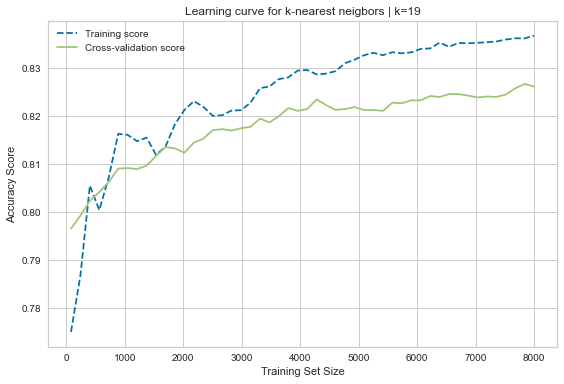 Learning curve for k-nearest neigbors | k=19
Training score
Cross-validation score
Accuracy Score
0.83
0.82
0.81
0.80
0.79
0.78
0 1000 2000 3000 4000 5000 6000 7000 8000
Training Set Size